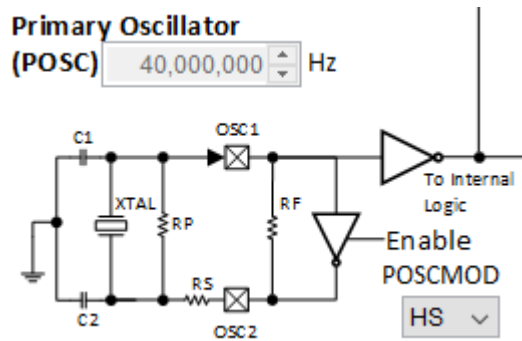 Primary Oscillator
(POSC) 40,000,000 Hz
C1
OSC1
XTAL
RP
RF
To Internal
Logic
Enable
POSCMOD
RS
C2
OSC2
HS